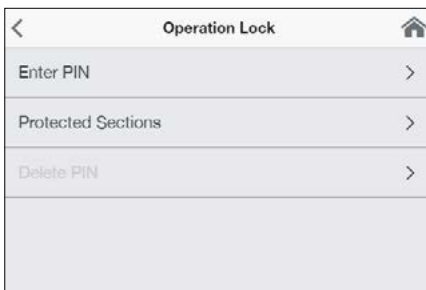 Operation Lock
Enter PIN
Protected Sections
Delete PIN